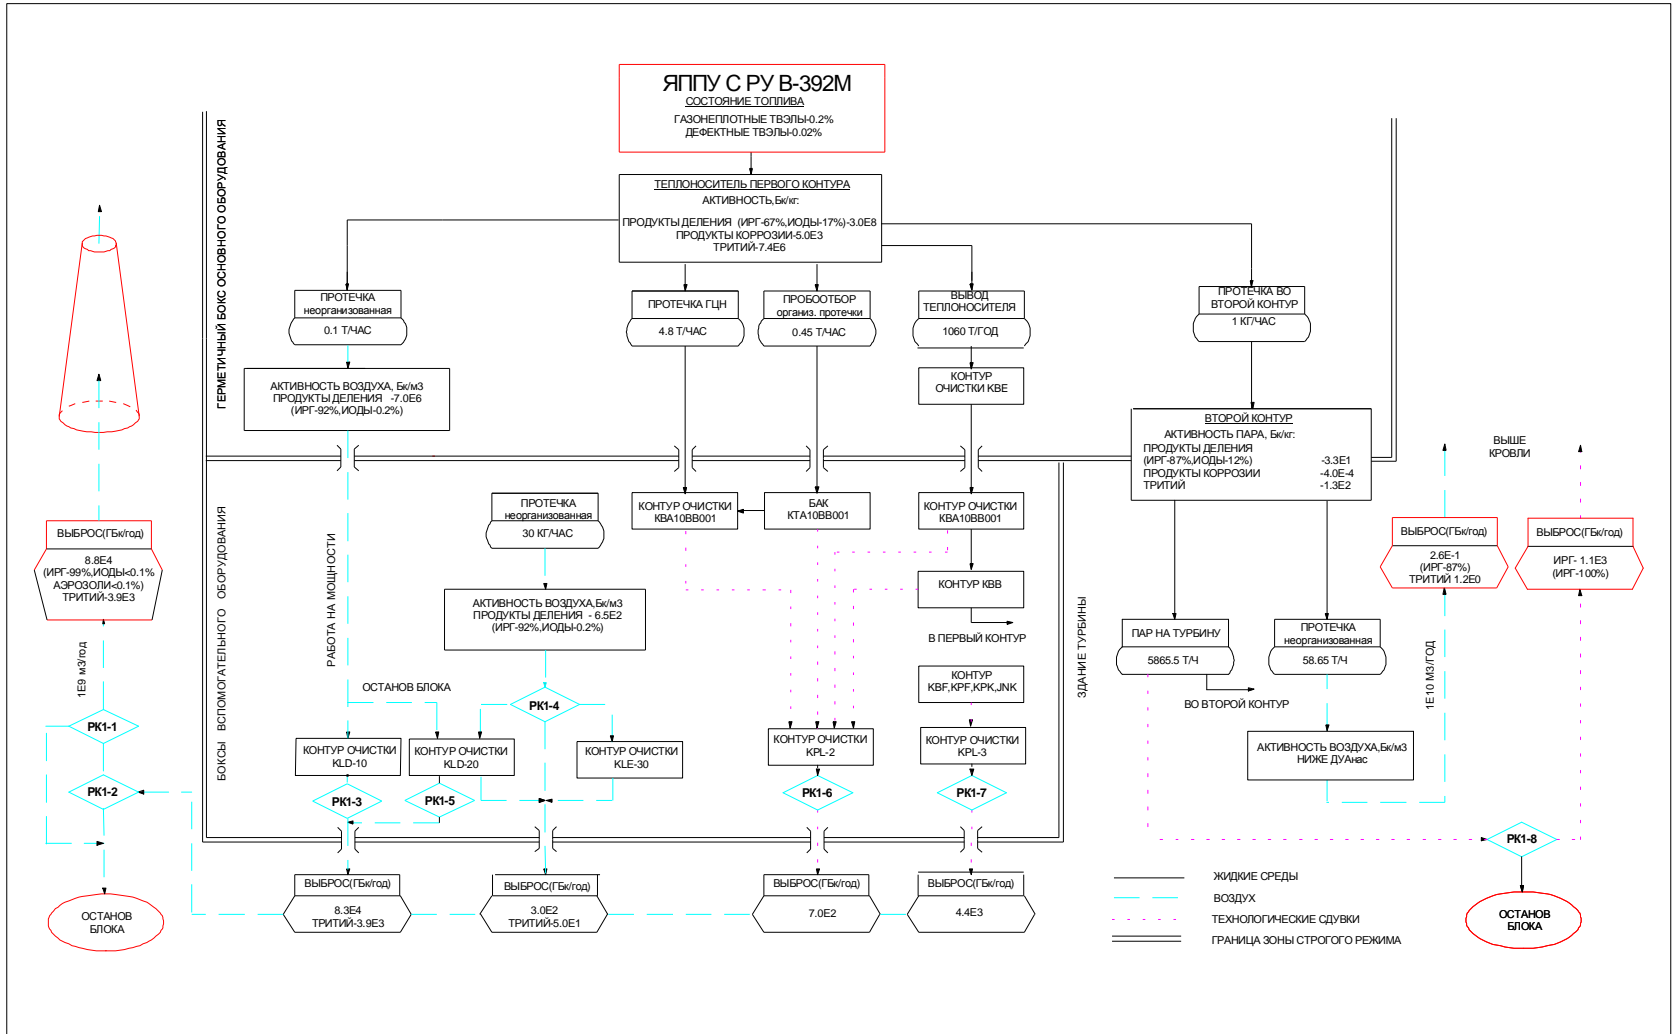 ЯППУ С РУ В-392М
СОСТОЯНИЕ ТОПЛИВА
ГАЗОНЕПЛОТНЫЕ ТВЭЛЫ-0.2%
ДЕФЕКТНЫЕ ТВЭЛЫ-0.02%
ТЕПЛОНОСИТЕЛЬ ПЕРВОГО КОНТУРА
АКТИВНОСТЬ,Бк/кг:
ПРОДУКТЫ ДЕЛЕНИЯ (ИРГ-67%,ИОДЫ-17%)-3.0Е8
ПРОДУКТЫ КОРРОЗИИ-5.0Е3
ТРИТИЙ-7.4Е6
ГЕРМЕТИЧНЫЙ БОКС ОСНОВНОГО ОБОРУДОВАНИЯ
ПРОТЕЧКА
неорганизованная
0.1 Т/ЧАС
ПРОТЕЧКА ГЦН
4.8 Т/ЧАС
ПРОБООТБОР
организ. протечки
0.45 Т/ЧАС
ВЫВОД
ТЕПЛОНОСИТЕЛЯ
1060 Т/ГОД
ПРОТЕЧКА ВО
ВТОРОЙ КОНТУР
1 КГ/ЧАС
АКТИВНОСТЬ ВОЗДУХА, Бк/м3
ПРОДУКТЫ ДЕЛЕНИЯ -7.0Е6
(ИРГ-92%,ИОДЫ-0.2%)
КОНТУР
ОЧИСТКИ KBE
ВТОРОЙ КОНТУР
АКТИВНОСТЬ ПАРА, Бк/кг:
ПРОДУКТЫ ДЕЛЕНИЯ
(ИРГ-87%,ИОДЫ-12%) -3.3Е1
ПРОДУКТЫ КОРРОЗИИ -4.0Е-4
ТРИТИЙ -1.3Е2
ВЫШЕ
КРОВЛИ
БОКСЫ ВСПОМОГАТЕЛЬНОГО ОБОРУДОВАНИЯ
ПРОТЕЧКА
неорганизованная
30 КГ/ЧАС
КОНТУР ОЧИСТКИ
КВА10ВВ001
БАК
КТА10ВВ001
КОНТУР ОЧИСТКИ
КВА10ВВ001
ВЫБРОС(ГБк/год)
8.8Е4
(ИРГ-99%,ИОДЫ<0.1%
АЭРОЗОЛИ<0.1%)
ТРИТИЙ-3.9Е3
ВЫБРОС(ГБк/год)
2.6Е-1
(ИРГ-87%)
ТРИТИЙ 1.2Е0
ВЫБРОС(ГБк/год)
ИРГ- 1.1Е3
(ИРГ-100%)
РАБОТА НА МОЩНОСТИ
АКТИВНОСТЬ ВОЗДУХА,Бк/м3
ПРОДУКТЫ ДЕЛЕНИЯ - 6.5Е2
(ИРГ-92%,ИОДЫ-0.2%)
КОНТУР КВВ
В ПЕРВЫЙ КОНТУР
ЗДАНИЕ ТУРБИНЫ
ПАР НА ТУРБИНУ
5865.5 Т/Ч
ПРОТЕЧКА
неорганизованная
58.65 Т/Ч
1Е9 м3/год
1Е10 М3/ГОД
ОСТАНОВ БЛОКА
КОНТУР
KBF,KPF,KPK,JNK
ВО ВТОРОЙ КОНТУР
РК1-1
РК1-4
КОНТУР ОЧИСТКИ
KLD-10
КОНТУР ОЧИСТКИ
KLD-20
КОНТУР ОЧИСТКИ
KLE-30
КОНТУР ОЧИСТКИ
KPL-2
КОНТУР ОЧИСТКИ
KPL-3
АКТИВНОСТЬ ВОЗДУХА,Бк/м3
НИЖЕ ДУАнас
РК1-2
РК1-3
РК1-5
РК1-6
РК1-7
РК1-8
ВЫБРОС(ГБк/год)
8.3Е4
ТРИТИЙ-3.9Е3
ВЫБРОС(ГБк/год)
3.0Е2
ТРИТИЙ-5.0Е1
ВЫБРОС(ГБк/год)
7.0Е2
ВЫБРОС(ГБк/год)
4.4Е3
ОСТАНОВ
БЛОКА
ЖИДКИЕ СРЕДЫ
ВОЗДУХ
ТЕХНОЛОГИЧЕСКИЕ СДУВКИ
ГРАНИЦА ЗОНЫ СТРОГОГО РЕЖИМА
ОСТАНОВ
БЛОКА